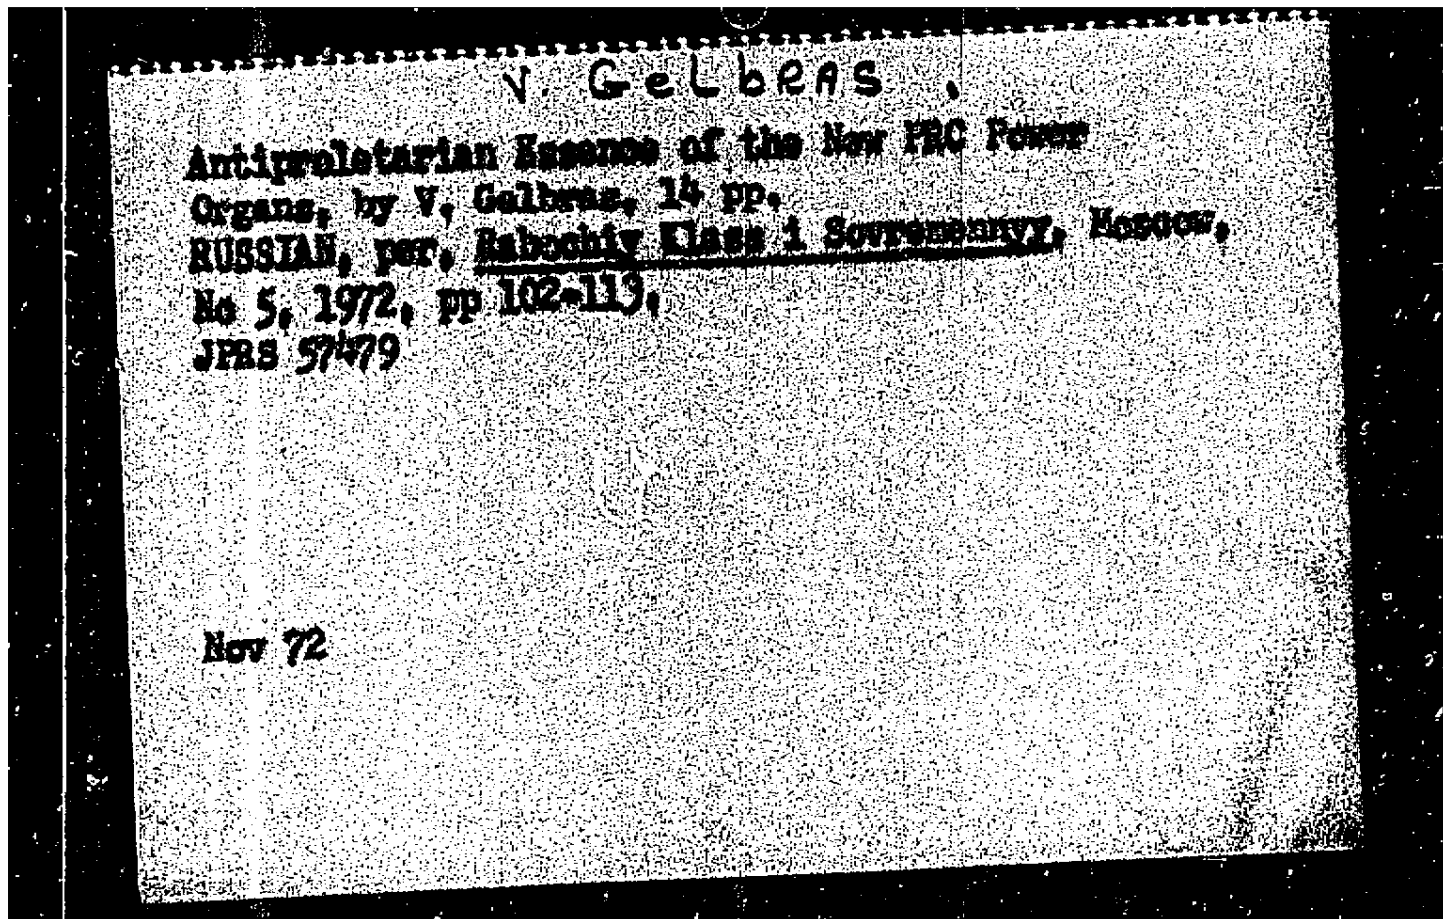 V. GelbRAS.
Antiproletarian Essence of the New PRC Power
Organs, by V. Gelbras, 14 pp.
RUSSIAN, per, Rabochiy Klass i Sovremennyy, Moscow,
No 5, 1972, pp 102-113.
JPRS 57479
Nov 72